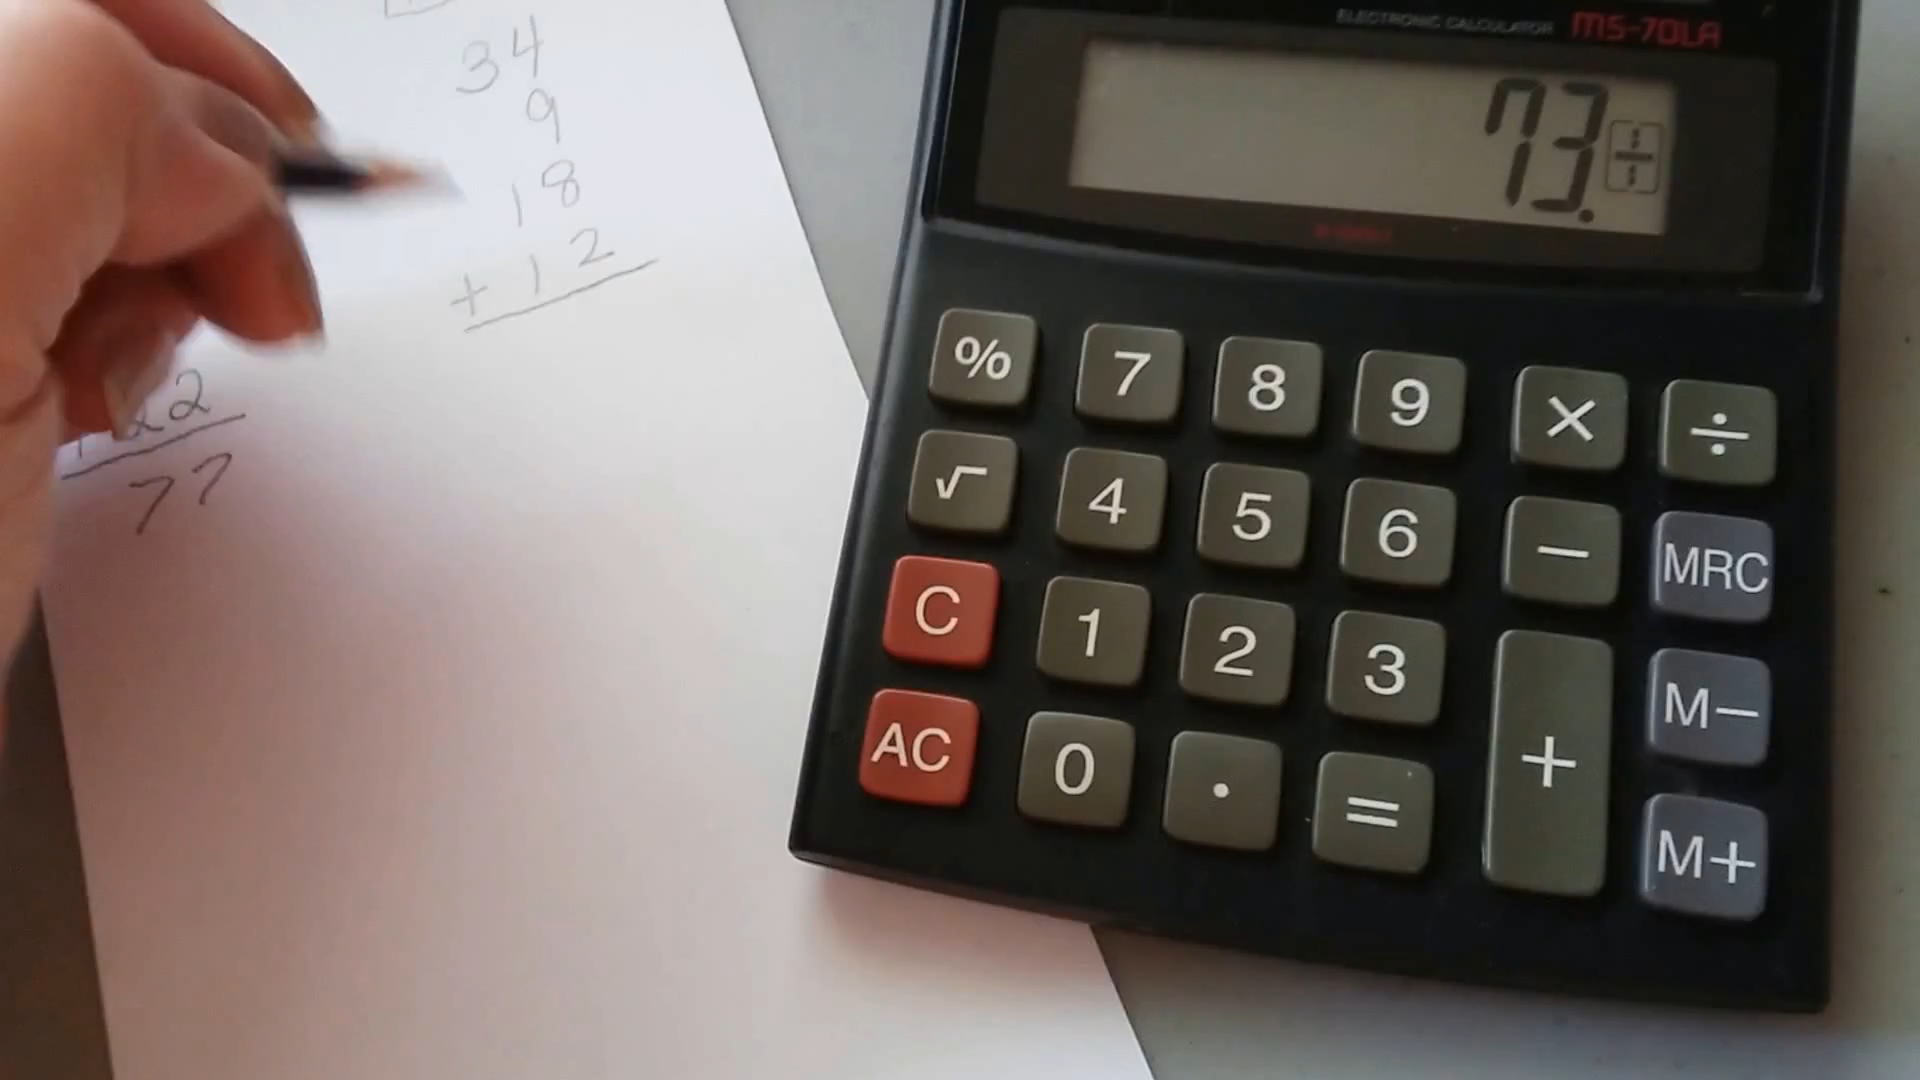 34
9
18
+ 12
22
77
ELECTRONIC CALCULATOR MS-70LA
73.
÷
% 7 8 9 × ÷
√ 4 5 6 − MRC
C 1 2 3 + M−
AC 0 . = M+